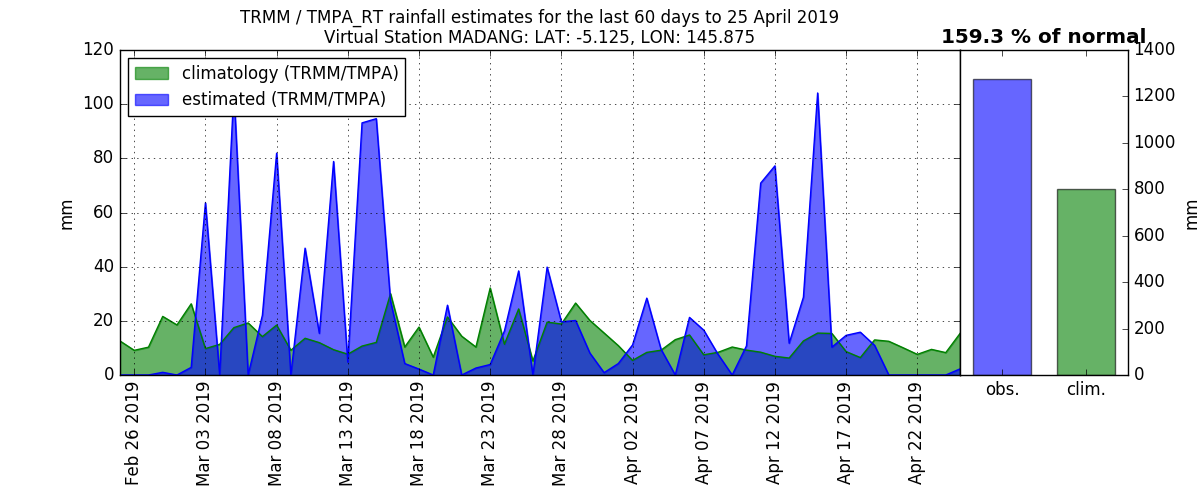 TRMM / TMPA_RT rainfall estimates for the last 60 days to 25 April 2019
Virtual Station MADANG: LAT: -5.125, LON: 145.875
159.3 % of normal
climatology (TRMM/TMPA)
estimated (TRMM/TMPA)
120
100
80
60
40
20
0
mm
1400
1200
1000
800
600
400
200
0
mm
obs.
clim.
Feb 26 2019
Mar 03 2019
Mar 08 2019
Mar 13 2019
Mar 18 2019
Mar 23 2019
Mar 28 2019
Apr 02 2019
Apr 07 2019
Apr 12 2019
Apr 17 2019
Apr 22 2019